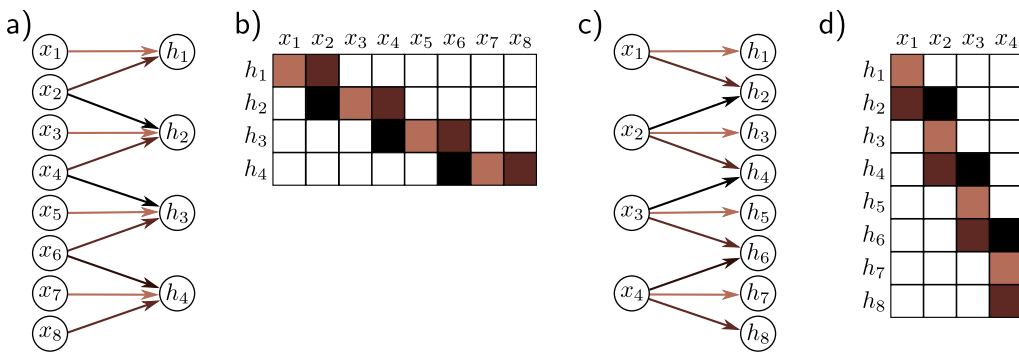 a)
x₁
x₂
x₃
x₄
x₅
x₆
x₇
x₈
h₁
h₂
h₃
h₄
b)
x₁ x₂ x₃ x₄ x₅ x₆ x₇ x₈
h₁
h₂
h₃
h₄
c)
x₁
x₂
x₃
x₄
h₁
h₂
h₃
h₄
h₅
h₆
h₇
h₈
d)
x₁ x₂ x₃ x₄
h₁
h₂
h₃
h₄
h₅
h₆
h₇
h₈